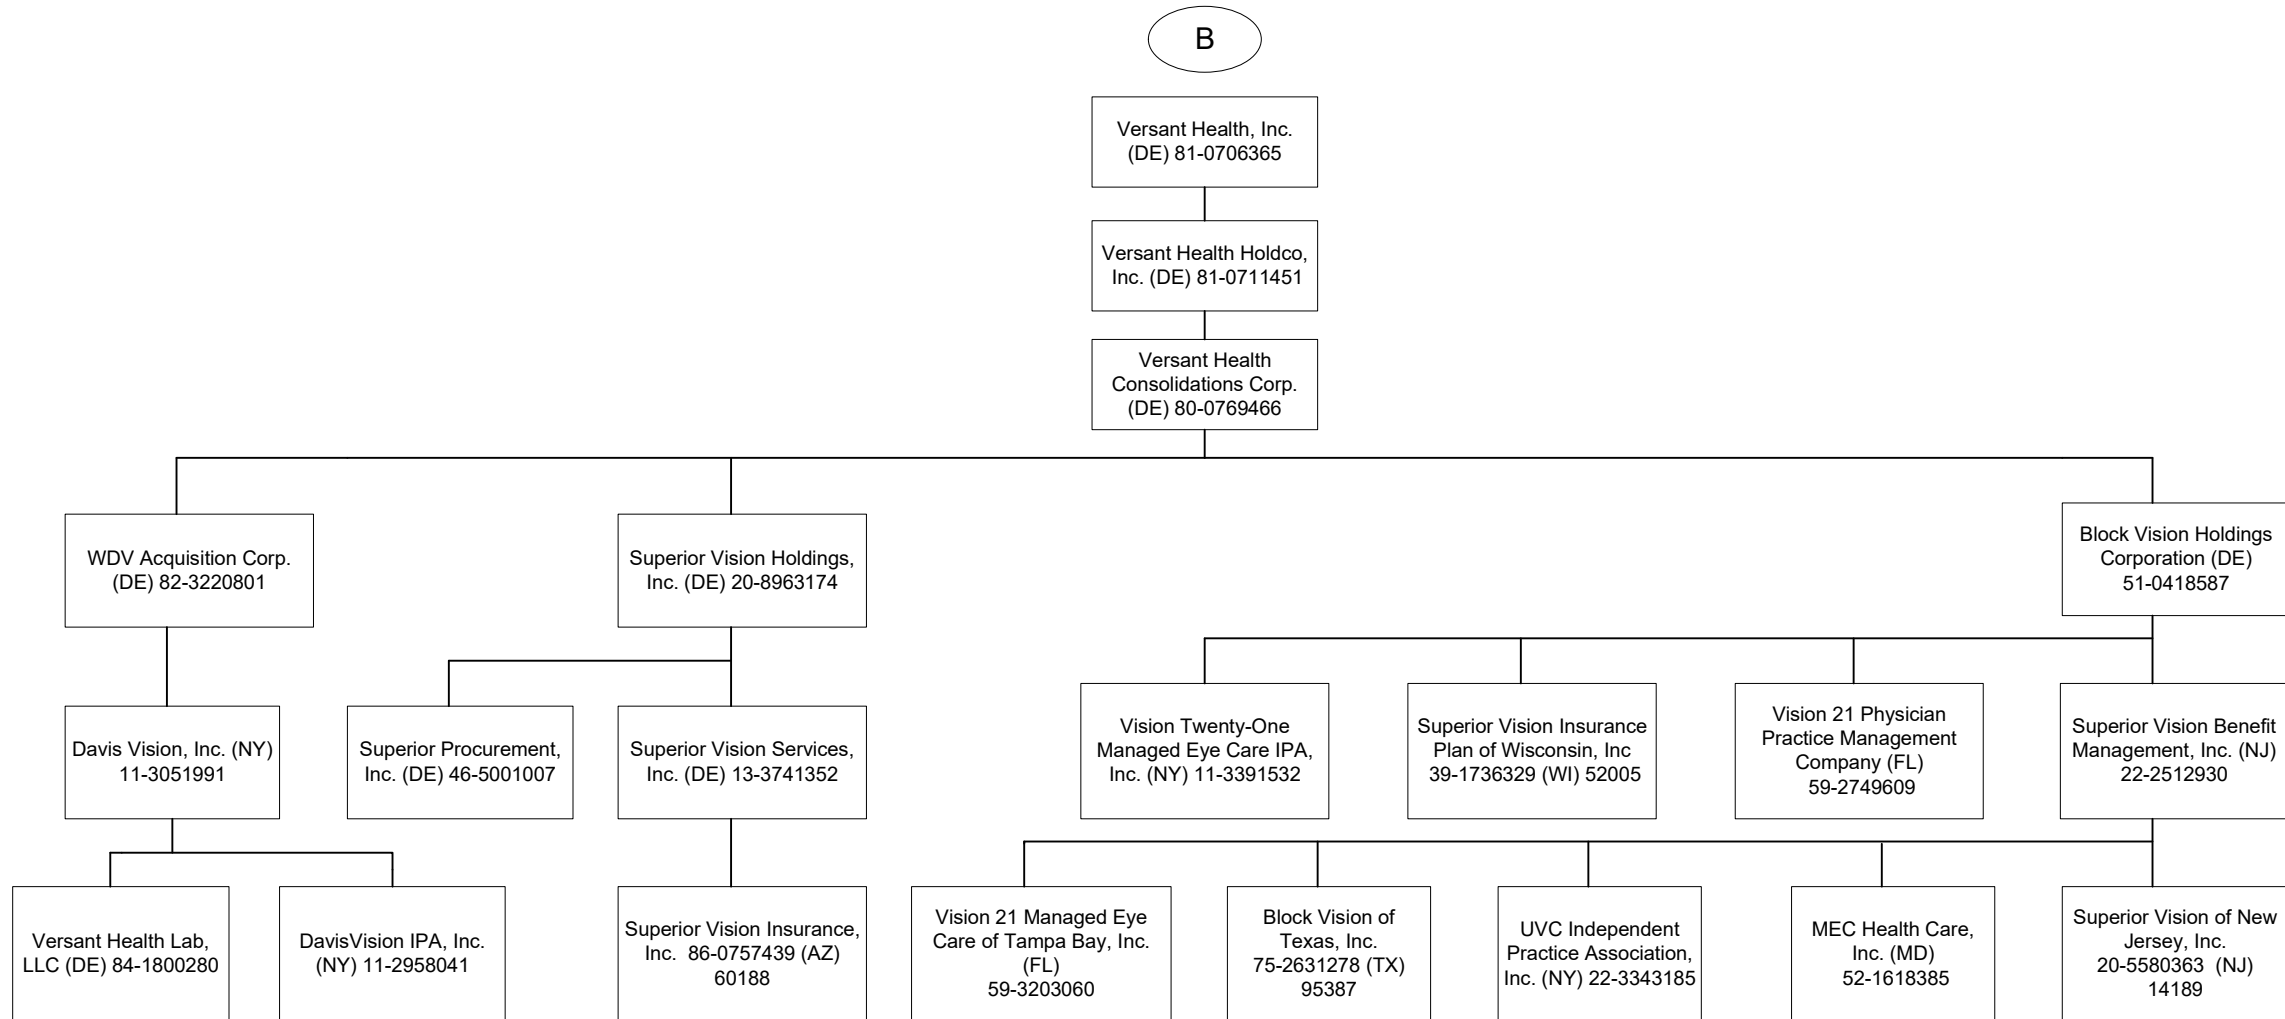 B
Versant Health, Inc.
(DE) 81-0706365
Versant Health Holdco,
Inc. (DE) 81-0711451
Versant Health
Consolidations Corp.
(DE) 80-0769466
WDV Acquisition Corp.
(DE) 82-3220801
Superior Vision Holdings,
Inc. (DE) 20-8963174
Block Vision Holdings
Corporation (DE)
51-0418587
Davis Vision, Inc. (NY)
11-3051991
Superior Procurement,
Inc. (DE) 46-5001007
Superior Vision Services,
Inc. (DE) 13-3741352
Vision Twenty-One
Managed Eye Care IPA,
Inc. (NY) 11-3391532
Superior Vision Insurance
Plan of Wisconsin, Inc
39-1736329 (WI) 52005
Vision 21 Physician
Practice Management
Company (FL)
59-2749609
Superior Vision Benefit
Management, Inc. (NJ)
22-2512930
Versant Health Lab,
LLC (DE) 84-1800280
DavisVision IPA, Inc.
(NY) 11-2958041
Superior Vision Insurance,
Inc.  86-0757439 (AZ)
60188
Vision 21 Managed Eye
Care of Tampa Bay, Inc.
(FL)
59-3203060
Block Vision of
Texas, Inc.
75-2631278 (TX)
95387
UVC Independent
Practice Association,
Inc. (NY) 22-3343185
MEC Health Care,
Inc. (MD)
52-1618385
Superior Vision of New
Jersey, Inc.
20-5580363  (NJ)
14189